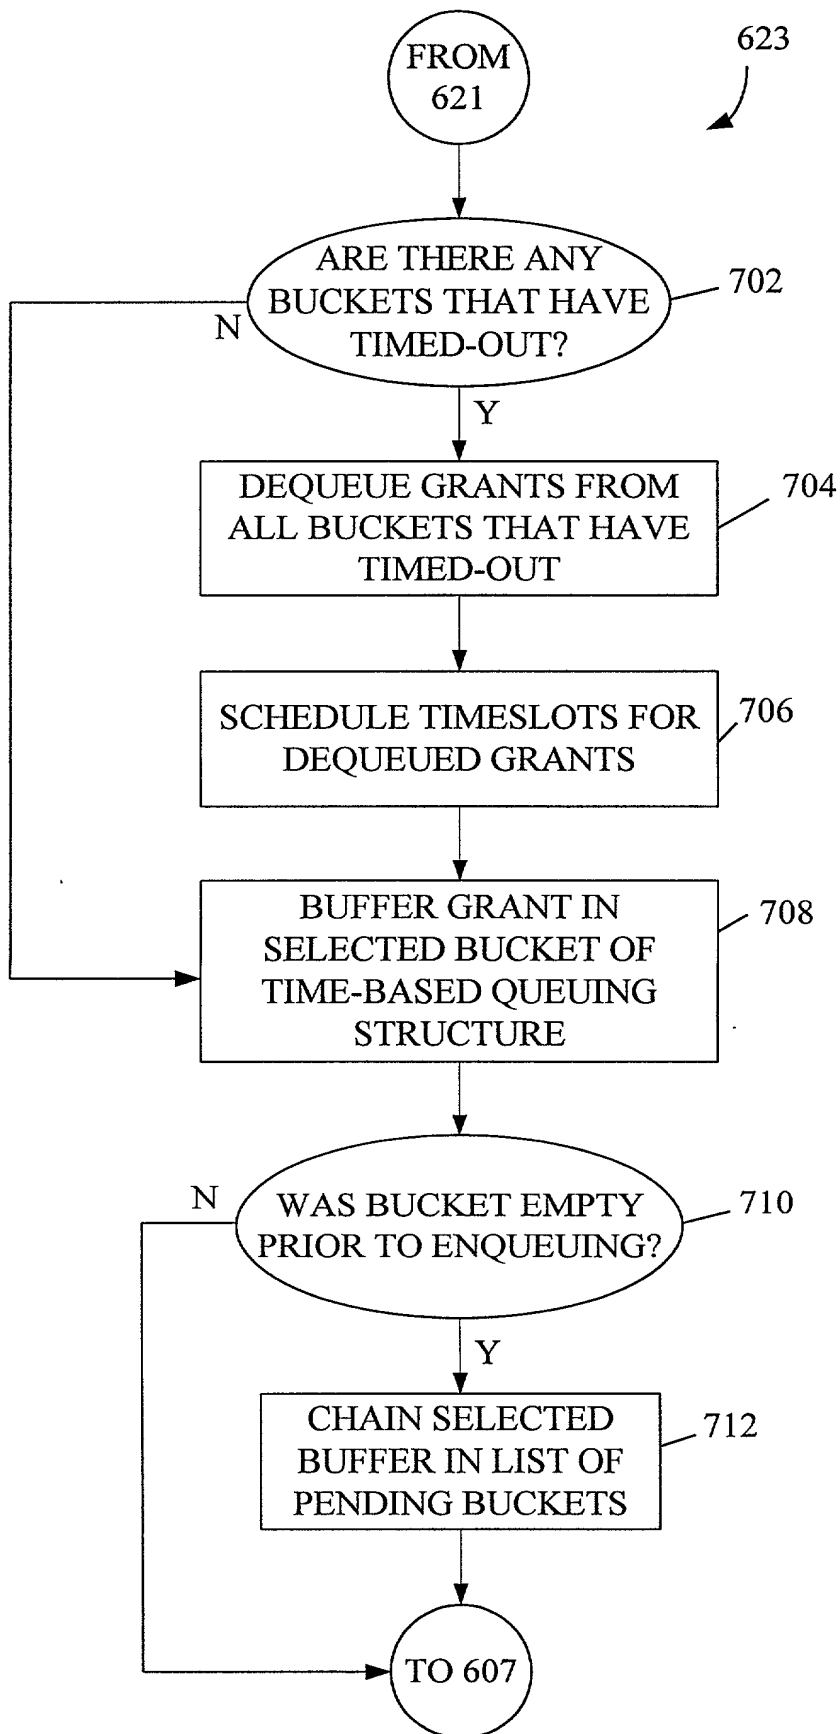 FROM
621
623
ARE THERE ANY
BUCKETS THAT HAVE
TIMED-OUT?
702
N
Y
DEQUEUE GRANTS FROM
ALL BUCKETS THAT HAVE
TIMED-OUT
704
SCHEDULE TIMESLOTS FOR
DEQUEUED GRANTS
706
BUFFER GRANT IN
SELECTED BUCKET OF
TIME-BASED QUEUING
STRUCTURE
708
WAS BUCKET EMPTY
PRIOR TO ENQUEUING?
710
N
Y
CHAIN SELECTED
BUFFER IN LIST OF
PENDING BUCKETS
712
TO 607